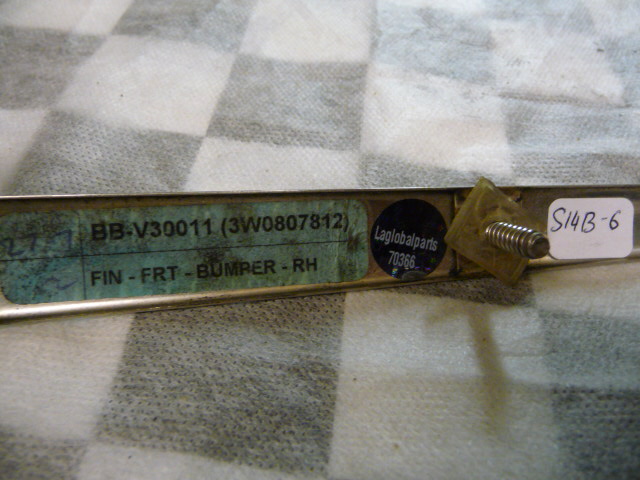 BB-V30011 (3W0807812)
FIN - FRT - BUMPER - RH
Laglobalparts
70366
S14B-6